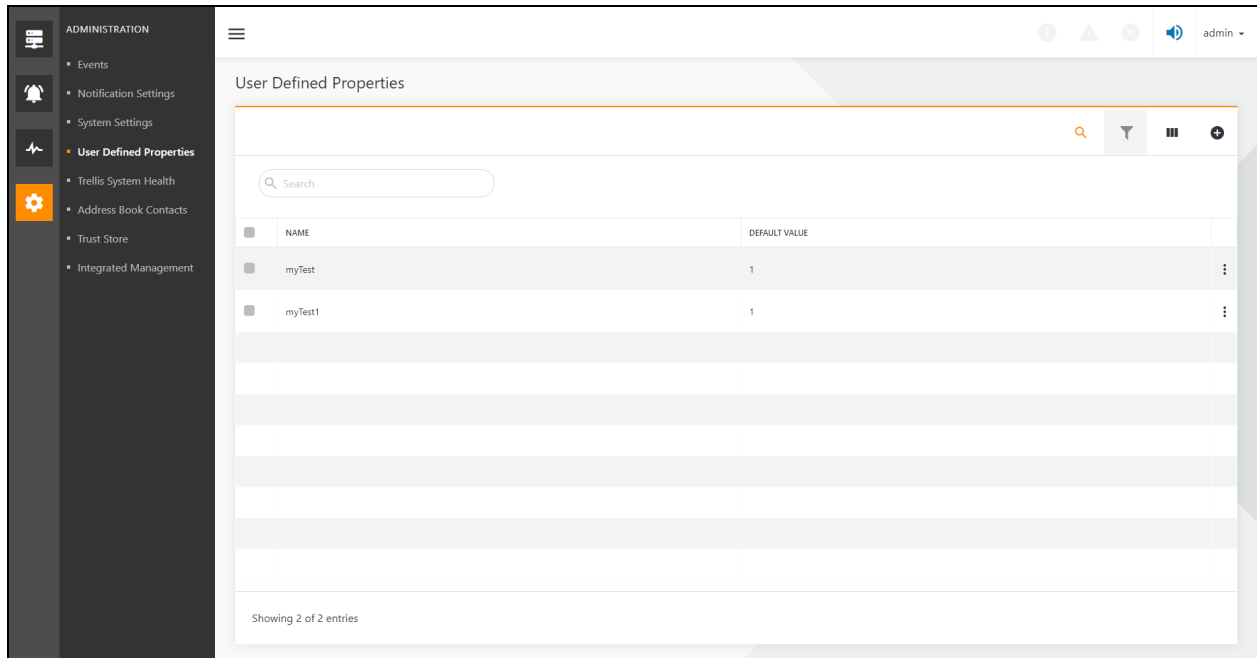 ADMINISTRATION
Events
Notification Settings
System Settings
User Defined Properties
Trellis System Health
Address Book Contacts
Trust Store
Integrated Management
admin
User Defined Properties
Search
NAME DEFAULT VALUE
myTest 1
myTest1 1
Showing 2 of 2 entries